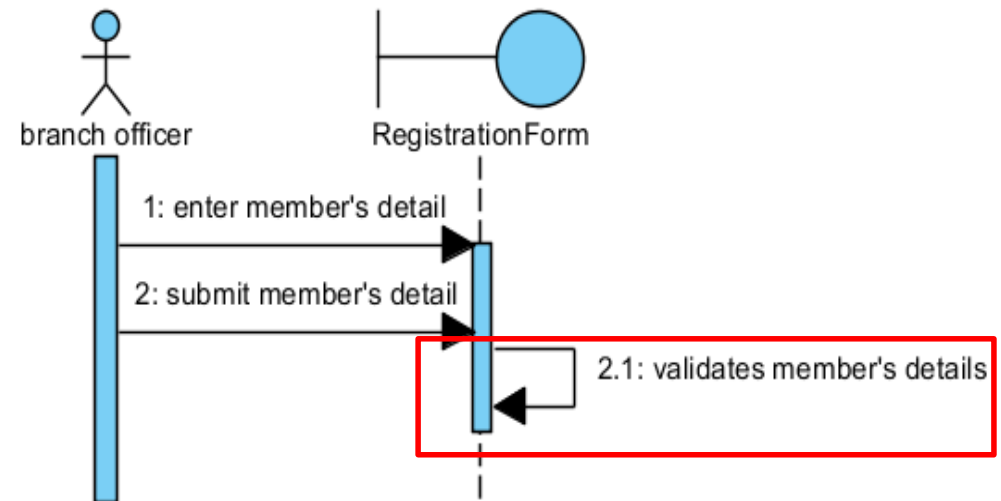 branch officer
RegistrationForm
1: enter member's detail
2: submit member's detail
2.1: validates member's details